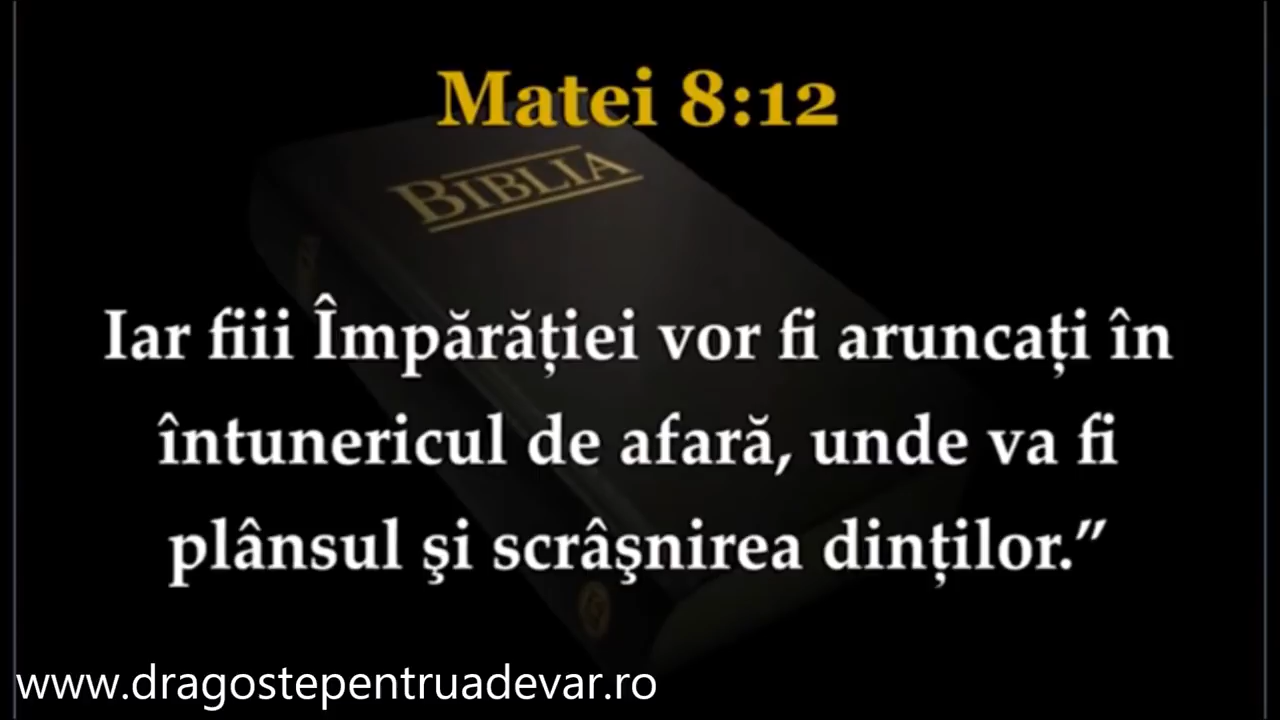 Matei 8:12
BIBLIA
Iar fiii Împărăției vor fi aruncați în
întunericul de afară, unde va fi
plânsul şi scrâşnirea dinților.”
www.dragostepentruadevar.ro